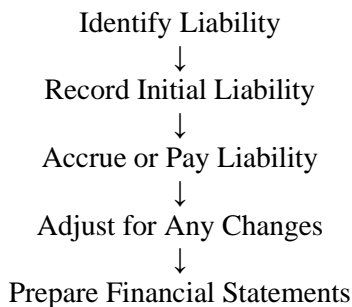 Identify Liability
↓
Record Initial Liability
↓
Accrue or Pay Liability
↓
Adjust for Any Changes
↓
Prepare Financial Statements